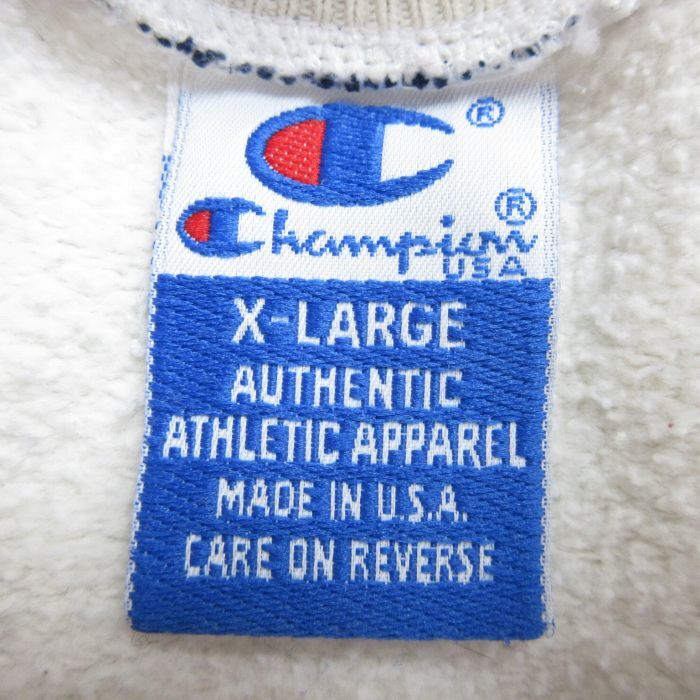 ®
Champion®
USA
X-LARGE
AUTHENTIC
ATHLETIC APPAREL
MADE IN U.S.A.
CARE ON REVERSE